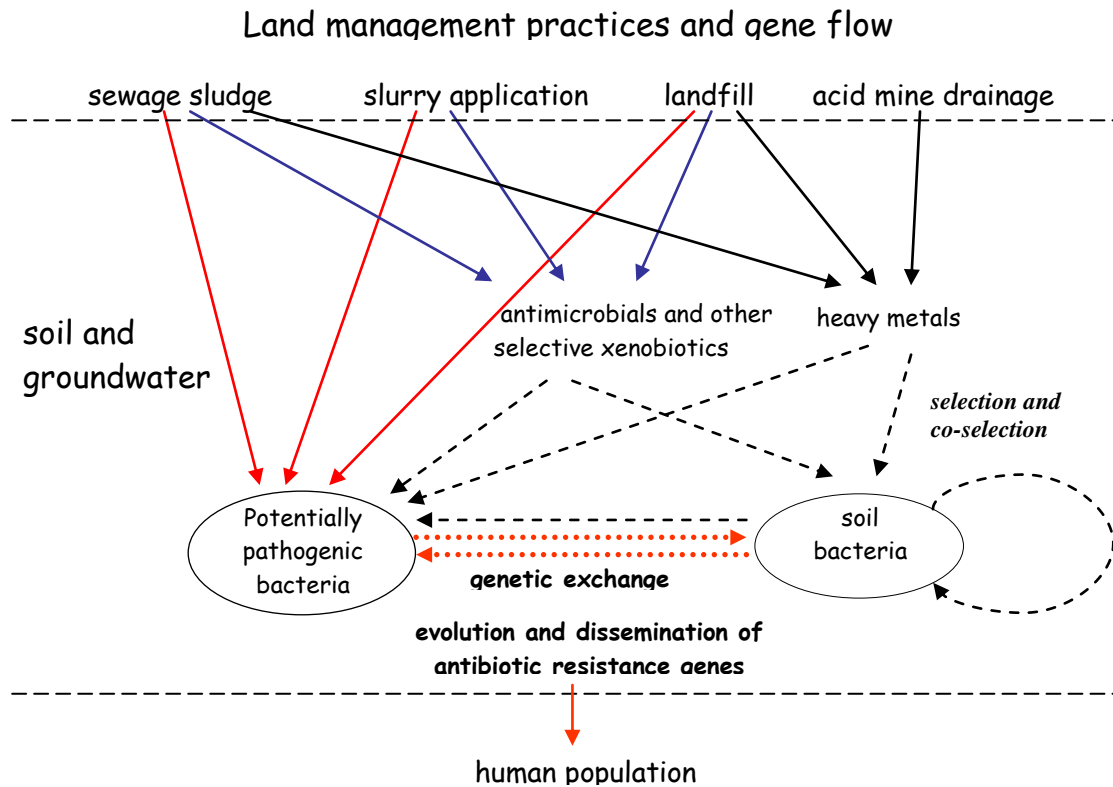 Land management practices and gene flow
sewage sludge
slurry application
landfill
acid mine drainage
antimicrobials and other
selective xenobiotics
heavy metals
soil and
groundwater
selection and
co-selection
Potentially
pathogenic
bacteria
soil
bacteria
genetic exchange
evolution and dissemination of
antibiotic resistance genes
human population